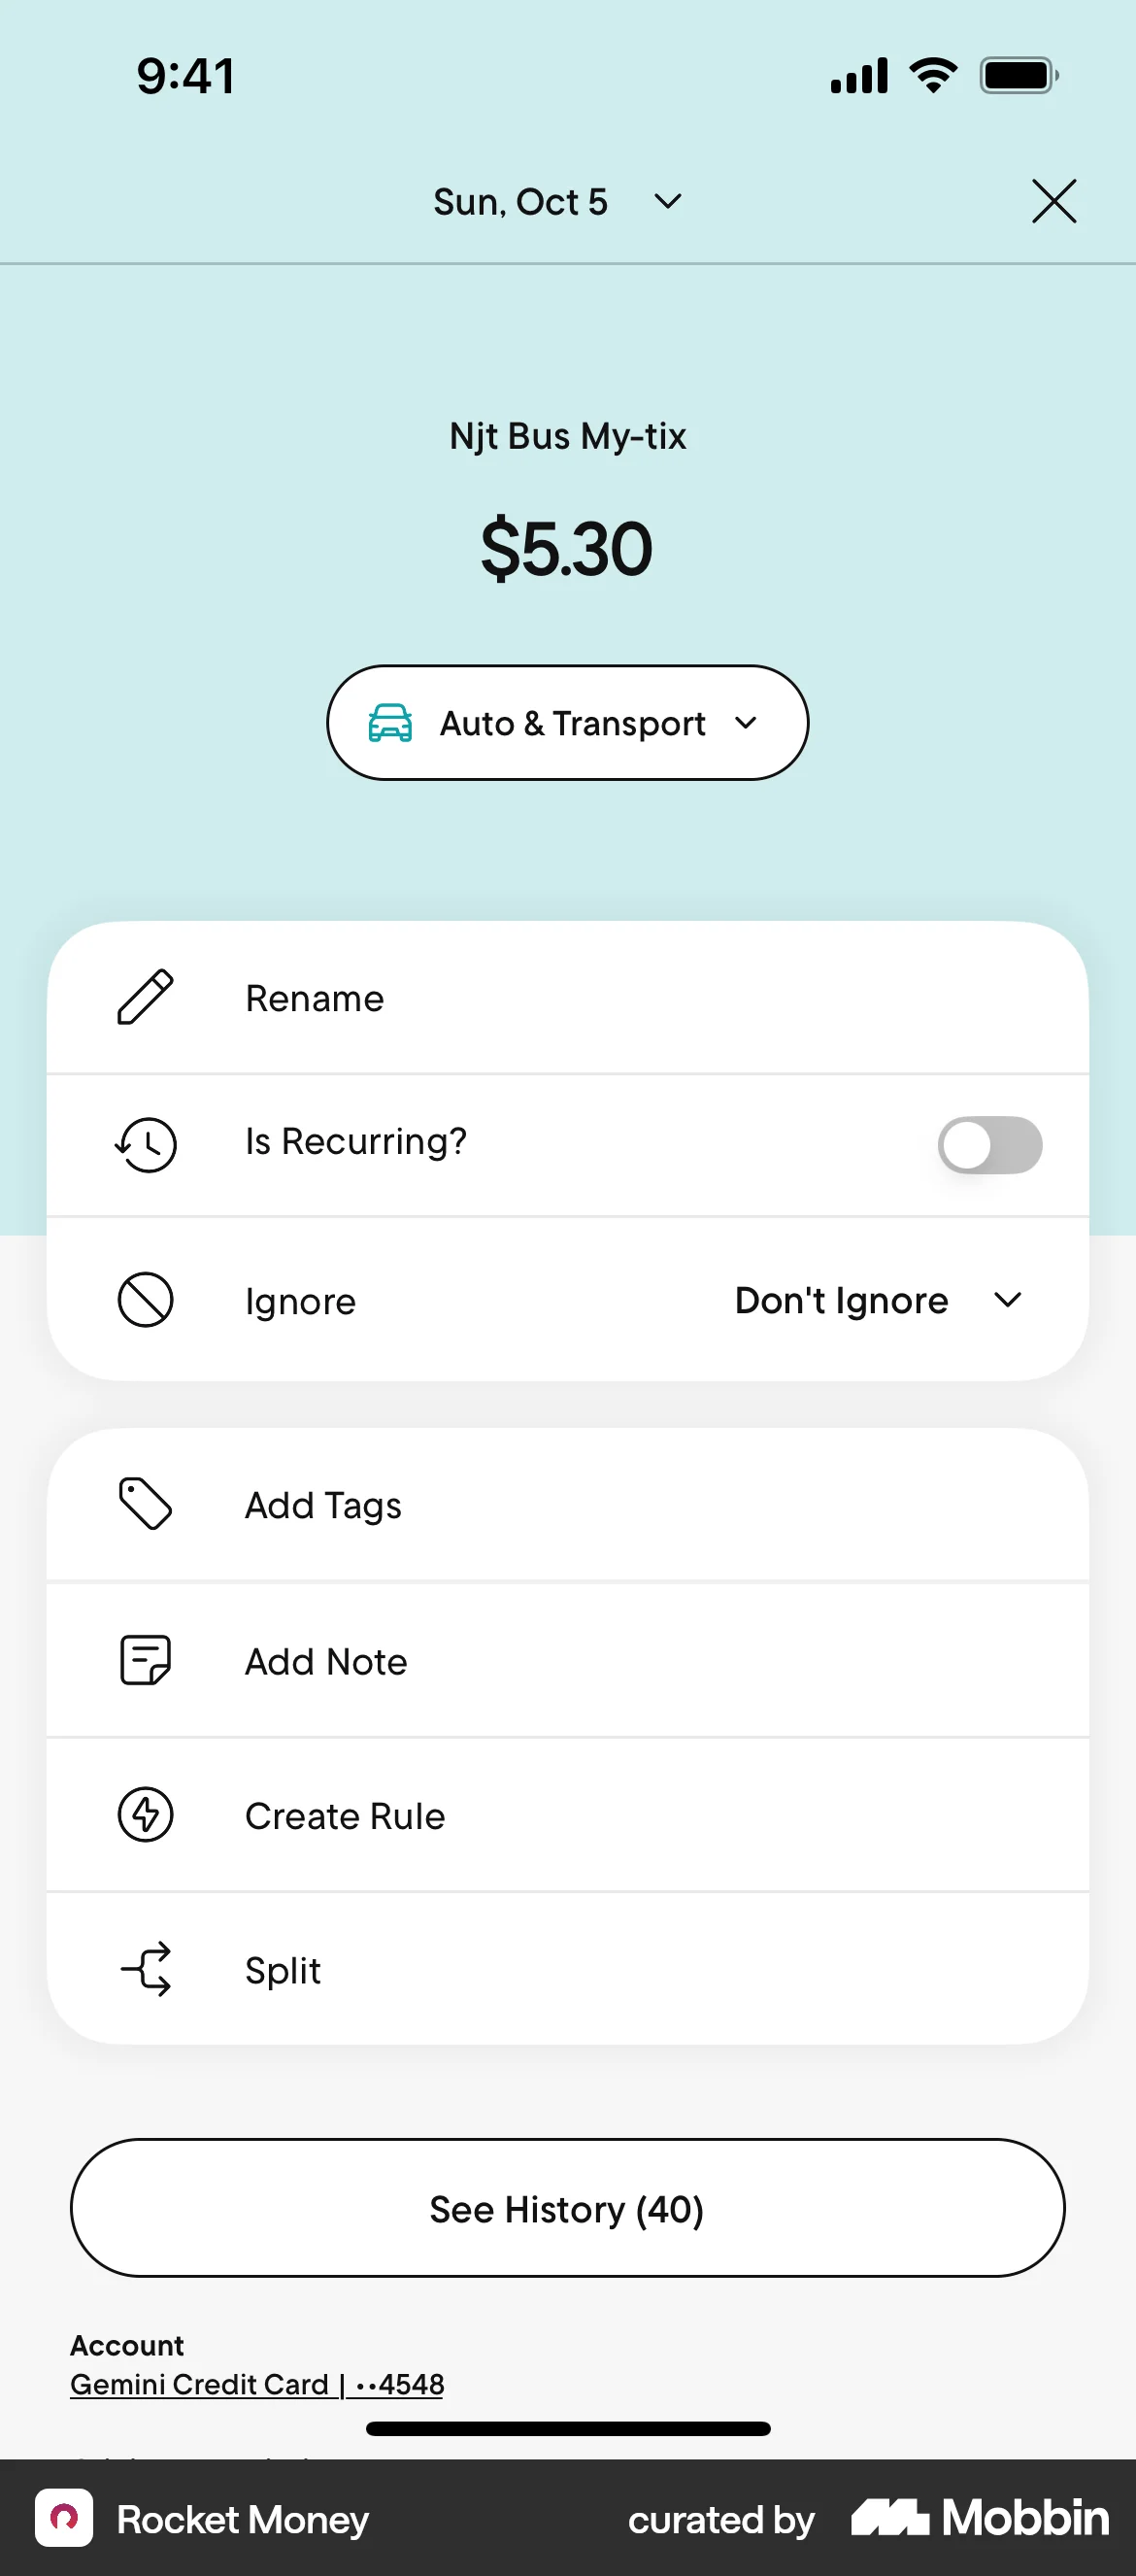 9:41
Sun, Oct 5
Njt Bus My-tix
$5.30
Auto & Transport
Rename
Is Recurring?
Ignore Don't Ignore
Add Tags
Add Note
Create Rule
Split
See History (40)
Account
Gemini Credit Card | ••4548
Rocket Money curated by Mobbin